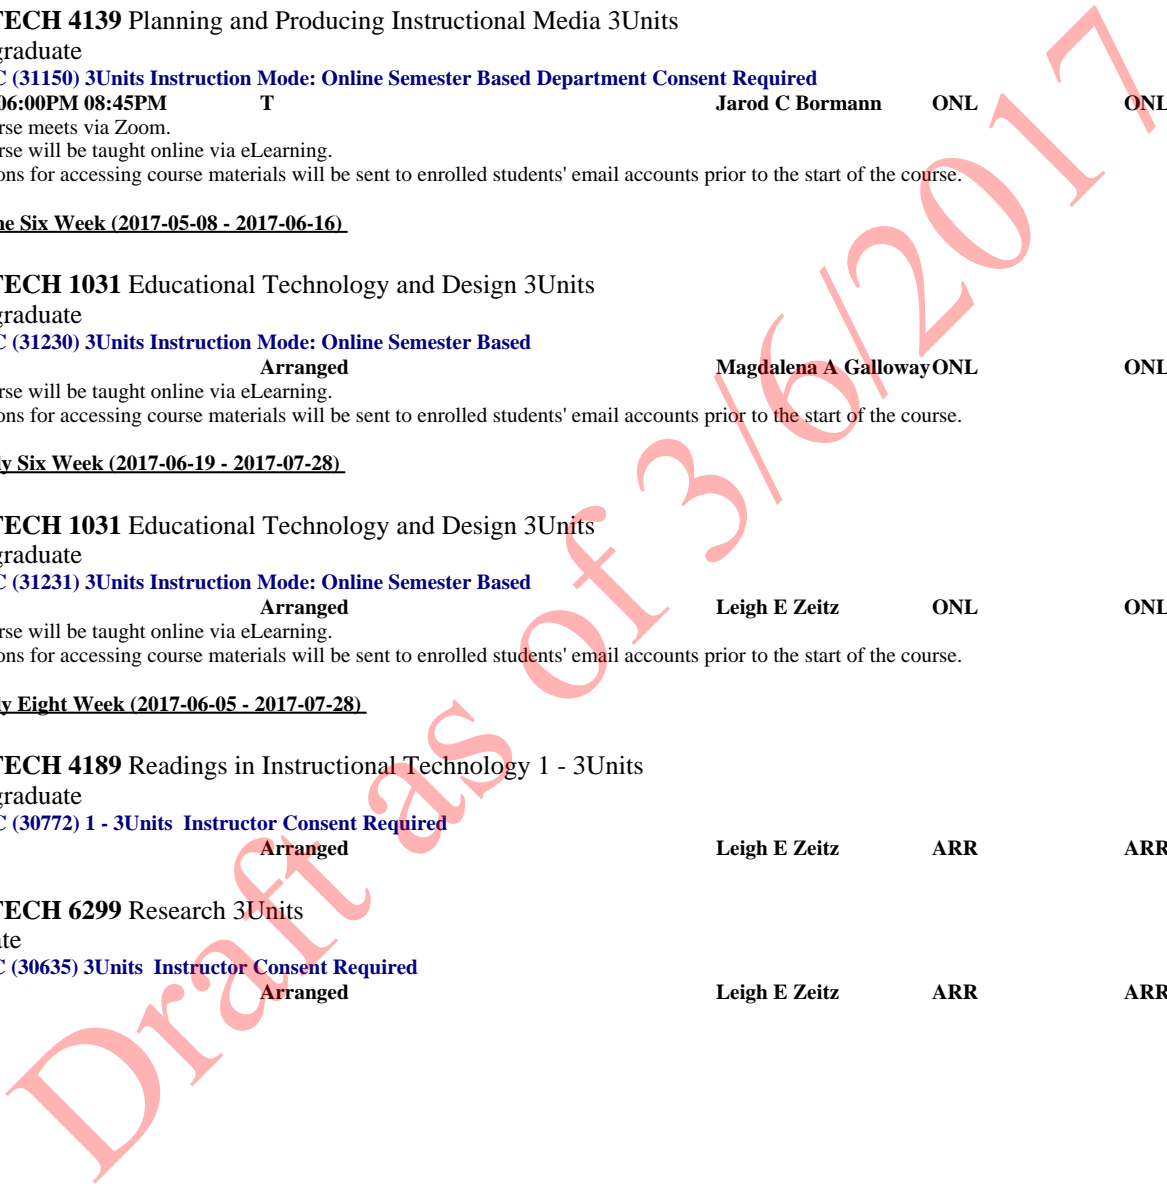 TECH 4139 Planning and Producing Instructional Media 3Units
graduate
C (31150) 3Units Instruction Mode: Online Semester Based Department Consent Required
06:00PM 08:45PM T Jarod C Bormann ONL ONL
rse meets via Zoom.
rse will be taught online via eLearning.
ons for accessing course materials will be sent to enrolled students' email accounts prior to the start of the course.
ne Six Week (2017-05-08 - 2017-06-16)
TECH 1031 Educational Technology and Design 3Units
graduate
C (31230) 3Units Instruction Mode: Online Semester Based
Arranged Magdalena A Galloway ONL ONL
rse will be taught online via eLearning.
ons for accessing course materials will be sent to enrolled students' email accounts prior to the start of the course.
ly Six Week (2017-06-19 - 2017-07-28)
TECH 1031 Educational Technology and Design 3Units
graduate
C (31231) 3Units Instruction Mode: Online Semester Based
Arranged Leigh E Zeitz ONL ONL
rse will be taught online via eLearning.
ons for accessing course materials will be sent to enrolled students' email accounts prior to the start of the course.
ly Eight Week (2017-06-05 - 2017-07-28)
TECH 4189 Readings in Instructional Technology 1 - 3Units
graduate
C (30772) 1 - 3Units Instructor Consent Required
Arranged Leigh E Zeitz ARR ARR
TECH 6299 Research 3Units
ate
C (30635) 3Units Instructor Consent Required
Arranged Leigh E Zeitz ARR ARR
Draft as of 3/6/2017